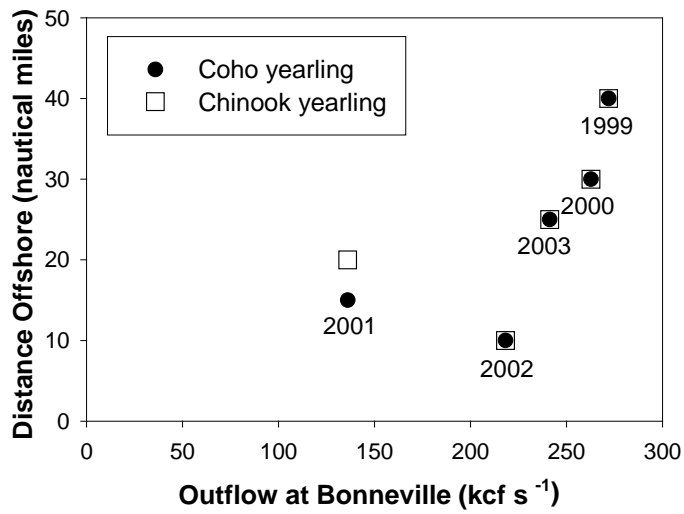 50
40
30
20
10
0
Distance Offshore (nautical miles)
Coho yearling
Chinook yearling
1999
2000
2003
2001
2002
0 50 100 150 200 250 300
Outflow at Bonneville (kcf s -1)